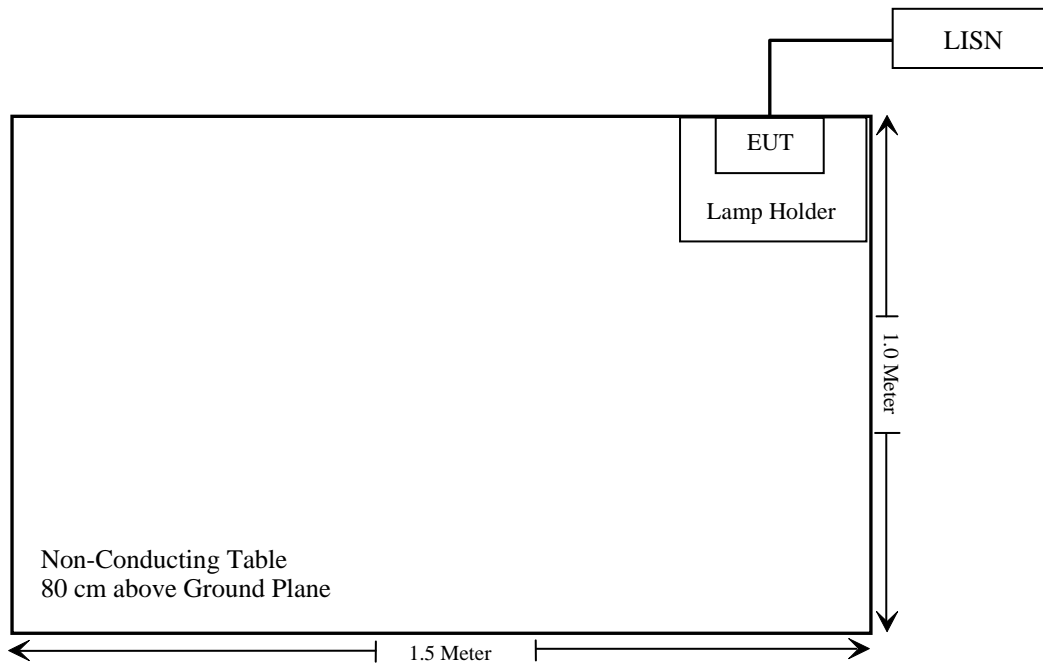 LISN
EUT
Lamp Holder
1.0 Meter
Non-Conducting Table
80 cm above Ground Plane
1.5 Meter